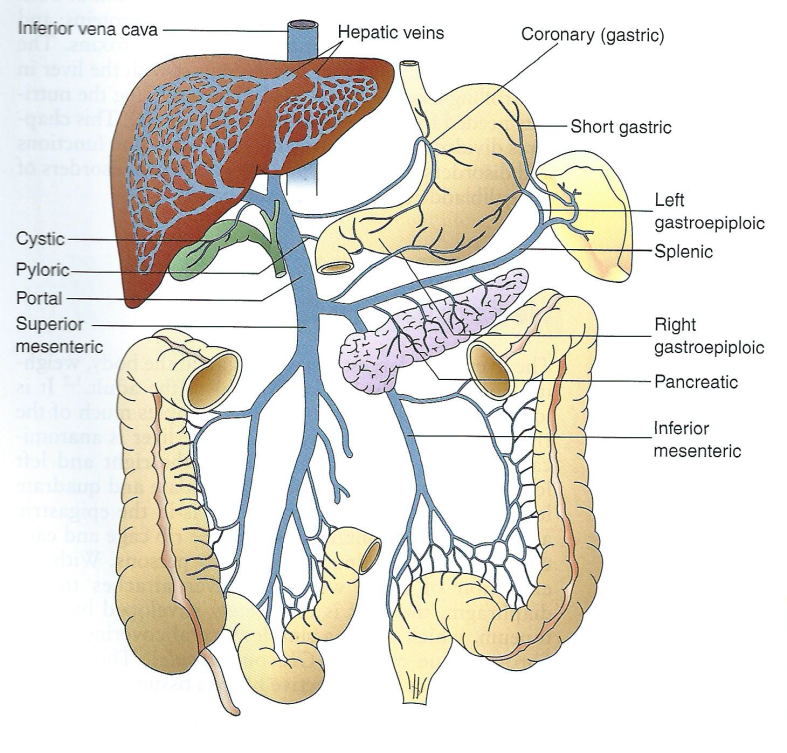 Inferior vena cava
Hepatic veins
Coronary (gastric)
Short gastric
Left
gastroepiploic
Splenic
Cystic
Pyloric
Portal
Superior
mesenteric
Right
gastroepiploic
Pancreatic
Inferior
mesenteric